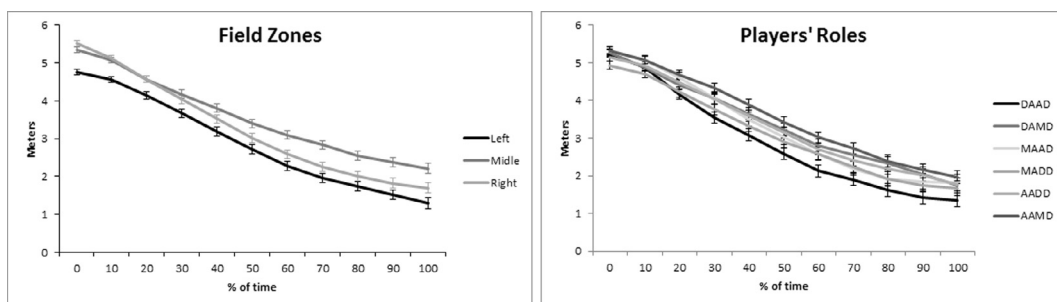 Field Zones
Meters
6
5
4
3
2
1
0
0 10 20 30 40 50 60 70 80 90 100
% of time
Left
Midle
Right
Players' Roles
Meters
6
5
4
3
2
1
0
0 10 20 30 40 50 60 70 80 90 100
% of time
DAAD
DAMD
MAAD
MADD
AADD
AAMD